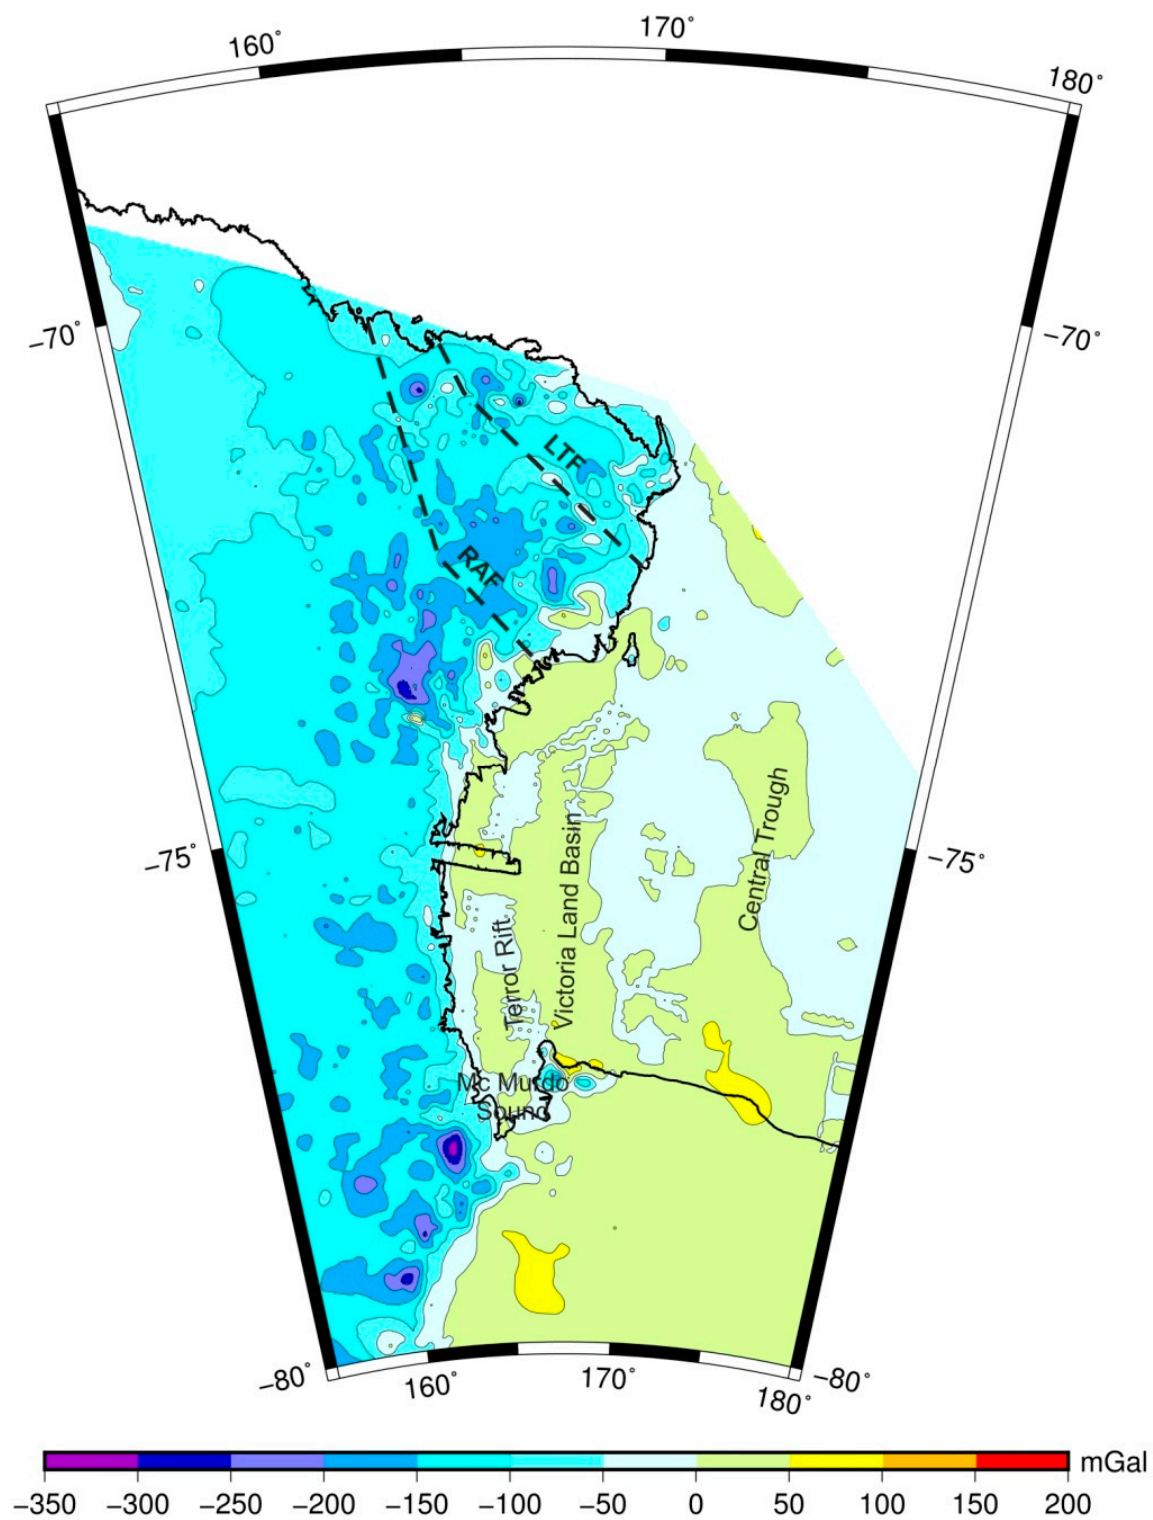 160°
170°
180°
−70°
−70°
LTF
RAF
−75°
−75°
Central Trough
Victoria Land Basin
Terror Rift
Mc Murdo
Sound
−80°
160°
170°
180°
−80°
mGal
−350 −300 −250 −200 −150 −100 −50 0 50 100 150 200